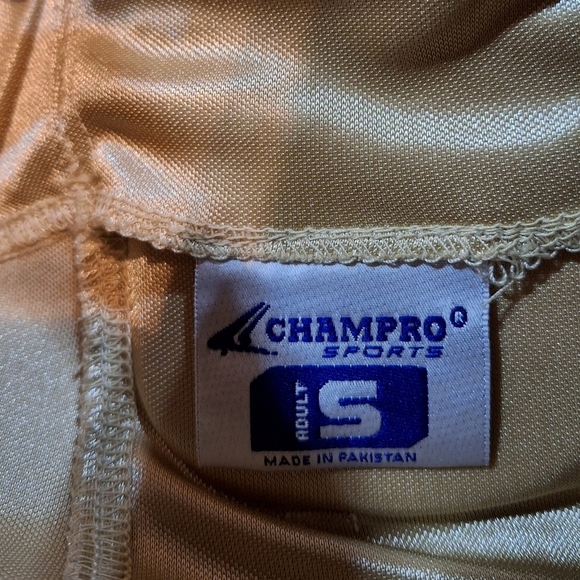 CHAMPRO®
SPORTS
ADULT S
MADE IN PAKISTAN